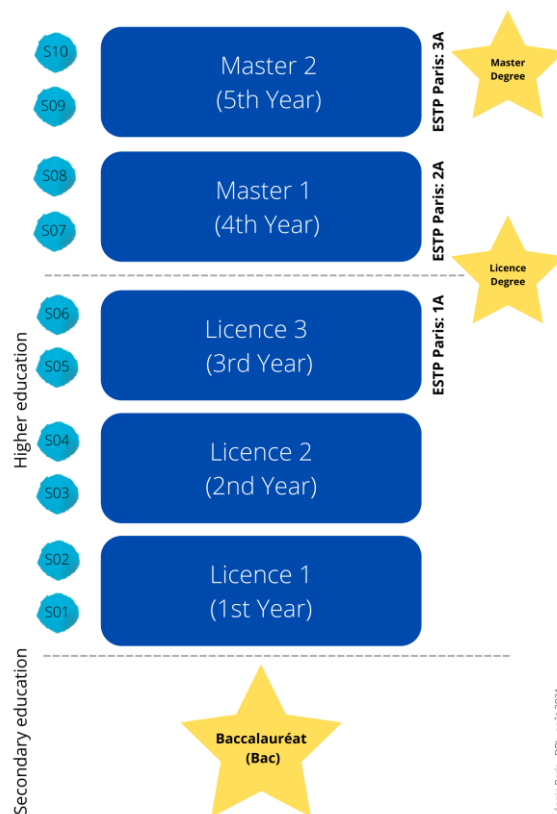 S10
Master 2
(5th Year)
S09
ESTP Paris: 3A
Master
Degree
S08
Master 1
(4th Year)
S07
ESTP Paris: 2A
Licence
Degree
Higher education
S06
Licence 3
(3rd Year)
S05
ESTP Paris: 1A
S04
Licence 2
(2nd Year)
S03
S02
Licence 1
(1st Year)
S01
Secondary education
Baccalauréat
(Bac)